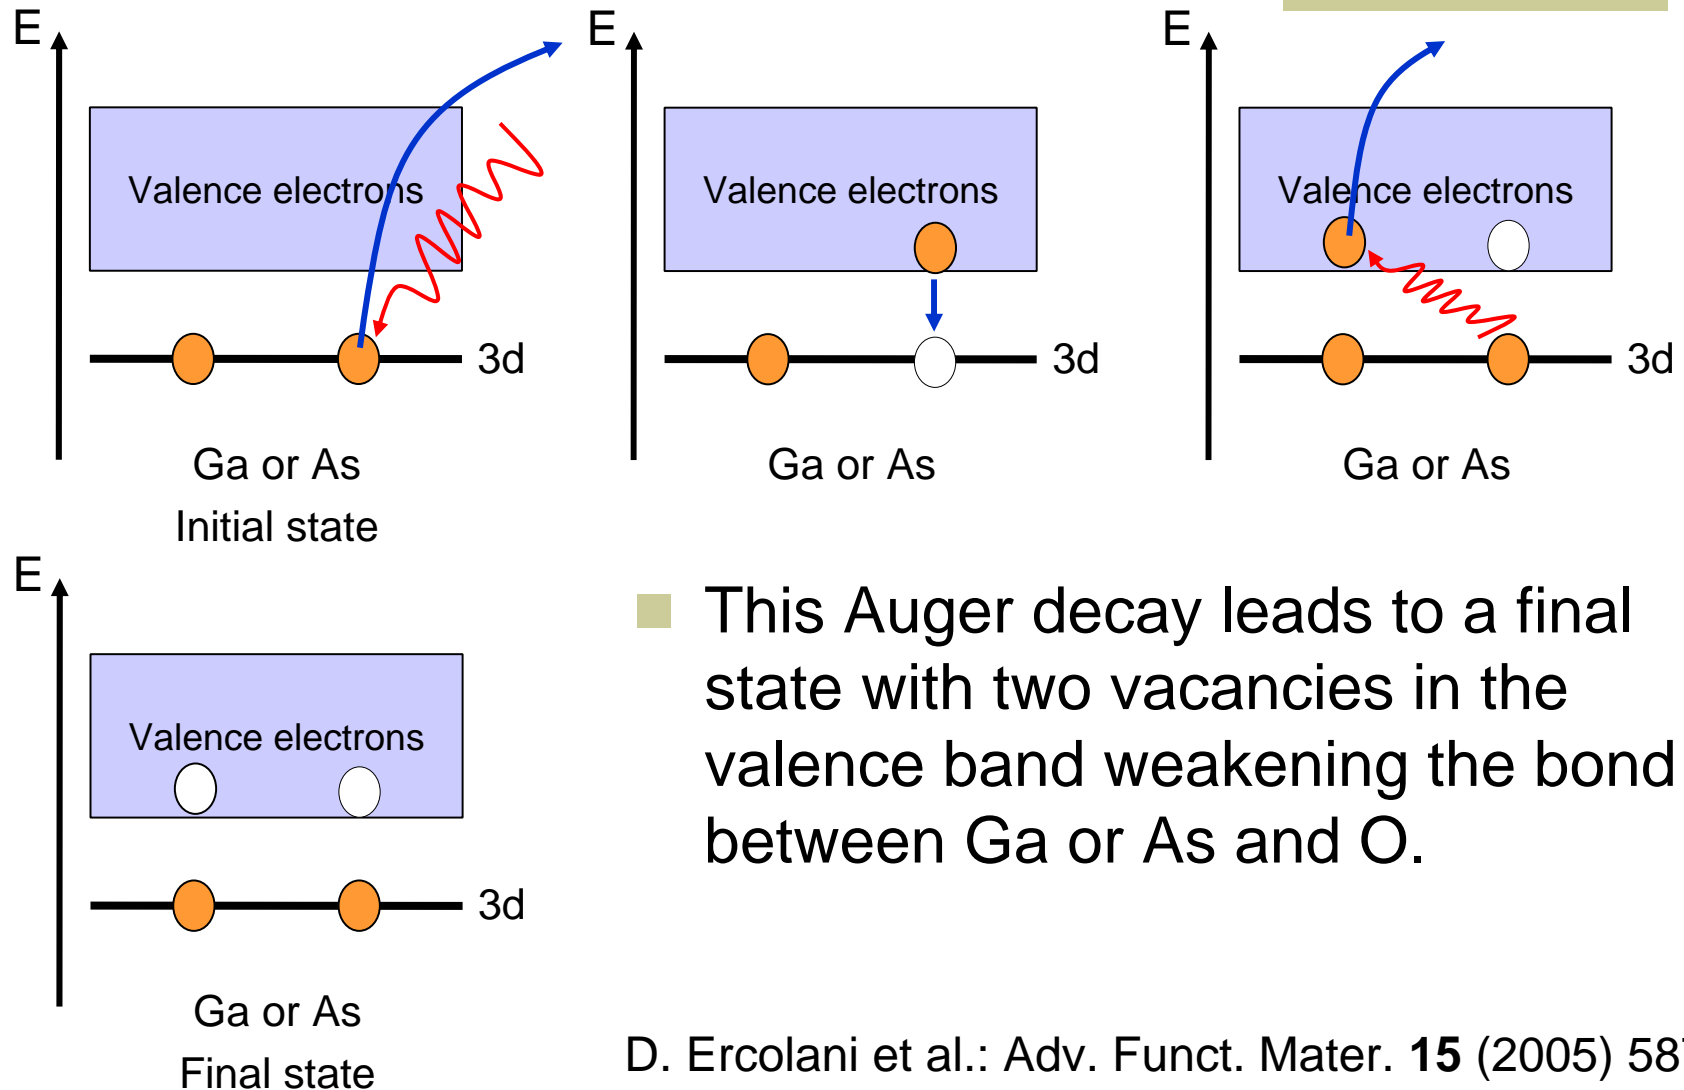 E
Valence electrons
3d
Ga or As
Initial state
E
Valence electrons
3d
Ga or As
E
Valence electrons
3d
Ga or As
E
Valence electrons
3d
Ga or As
Final state
This Auger decay leads to a final
state with two vacancies in the
valence band weakening the bond
between Ga or As and O.
D. Ercolani et al.: Adv. Funct. Mater. 15 (2005)